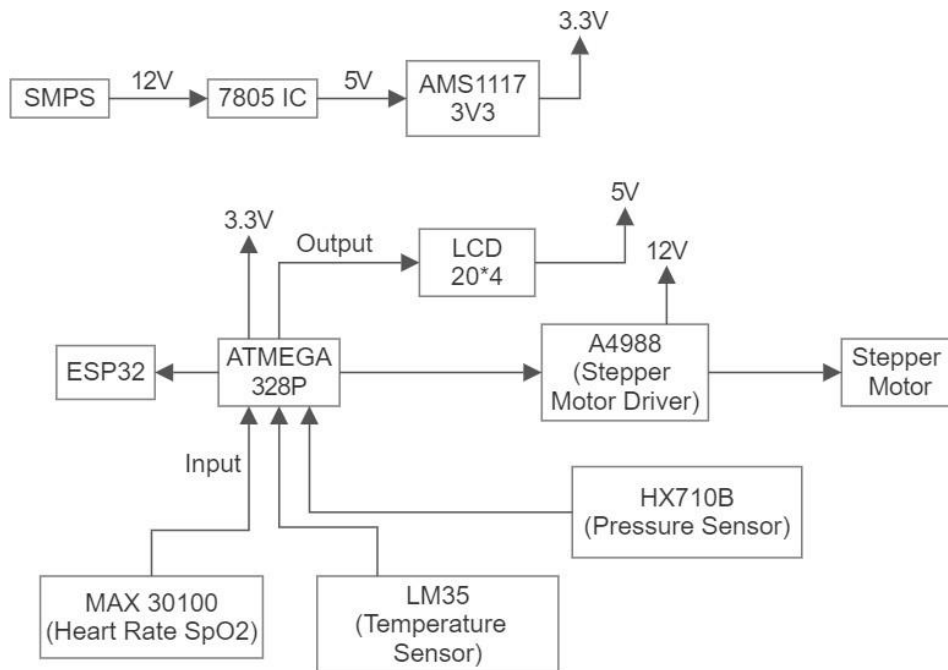 3.3V
SMPS
12V
7805 IC
5V
AMS1117
3V3
3.3V
Output
LCD
20*4
5V
12V
ESP32
ATMEGA
328P
A4988
(Stepper
Motor Driver)
Stepper
Motor
Input
HX710B
(Pressure Sensor)
MAX 30100
(Heart Rate SpO2)
LM35
(Temperature
Sensor)